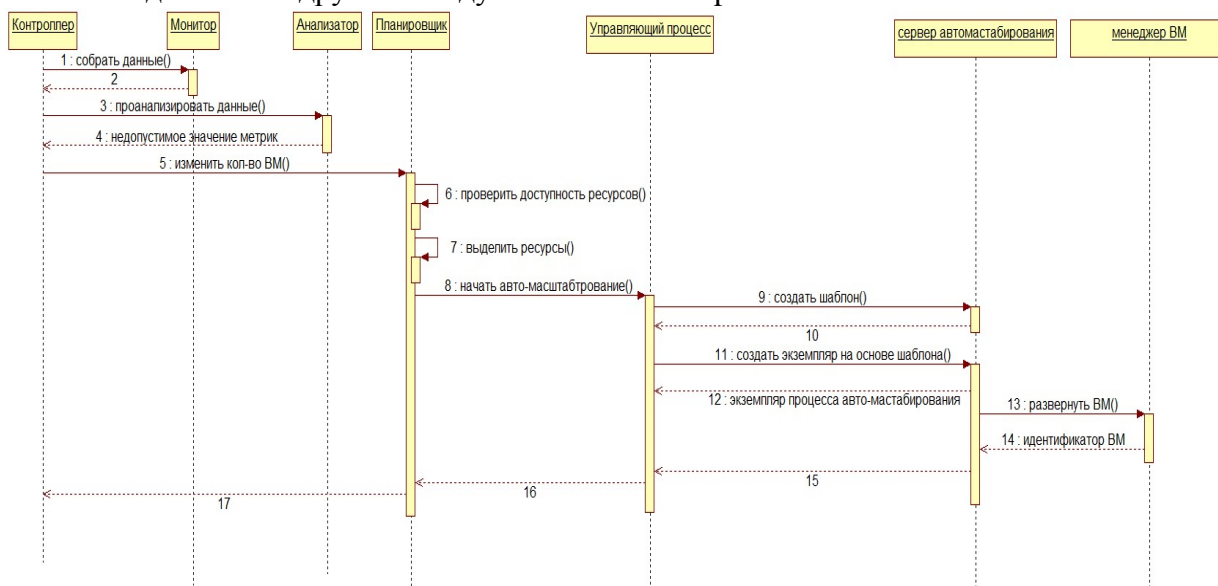 Контроллер
Монитор
Анализатор
Планировщик
Управляющий процесс
сервер автомастабирования
менеджер ВМ
1 : собрать данные()
2
3 : проанализировать данные()
4 : недопустимое значение метрик
5 : изменить кол-во ВМ()
6 : проверить доступность ресурсов()
7 : выделить ресурсы()
8 : начать авто-масштабтрование()
9 : создать шаблон()
10
11 : создать экземпляр на основе шаблона()
12 : экземпляр процесса авто-мастабирования
13 : развернуть ВМ()
14 : идентификатор ВМ
15
16
17